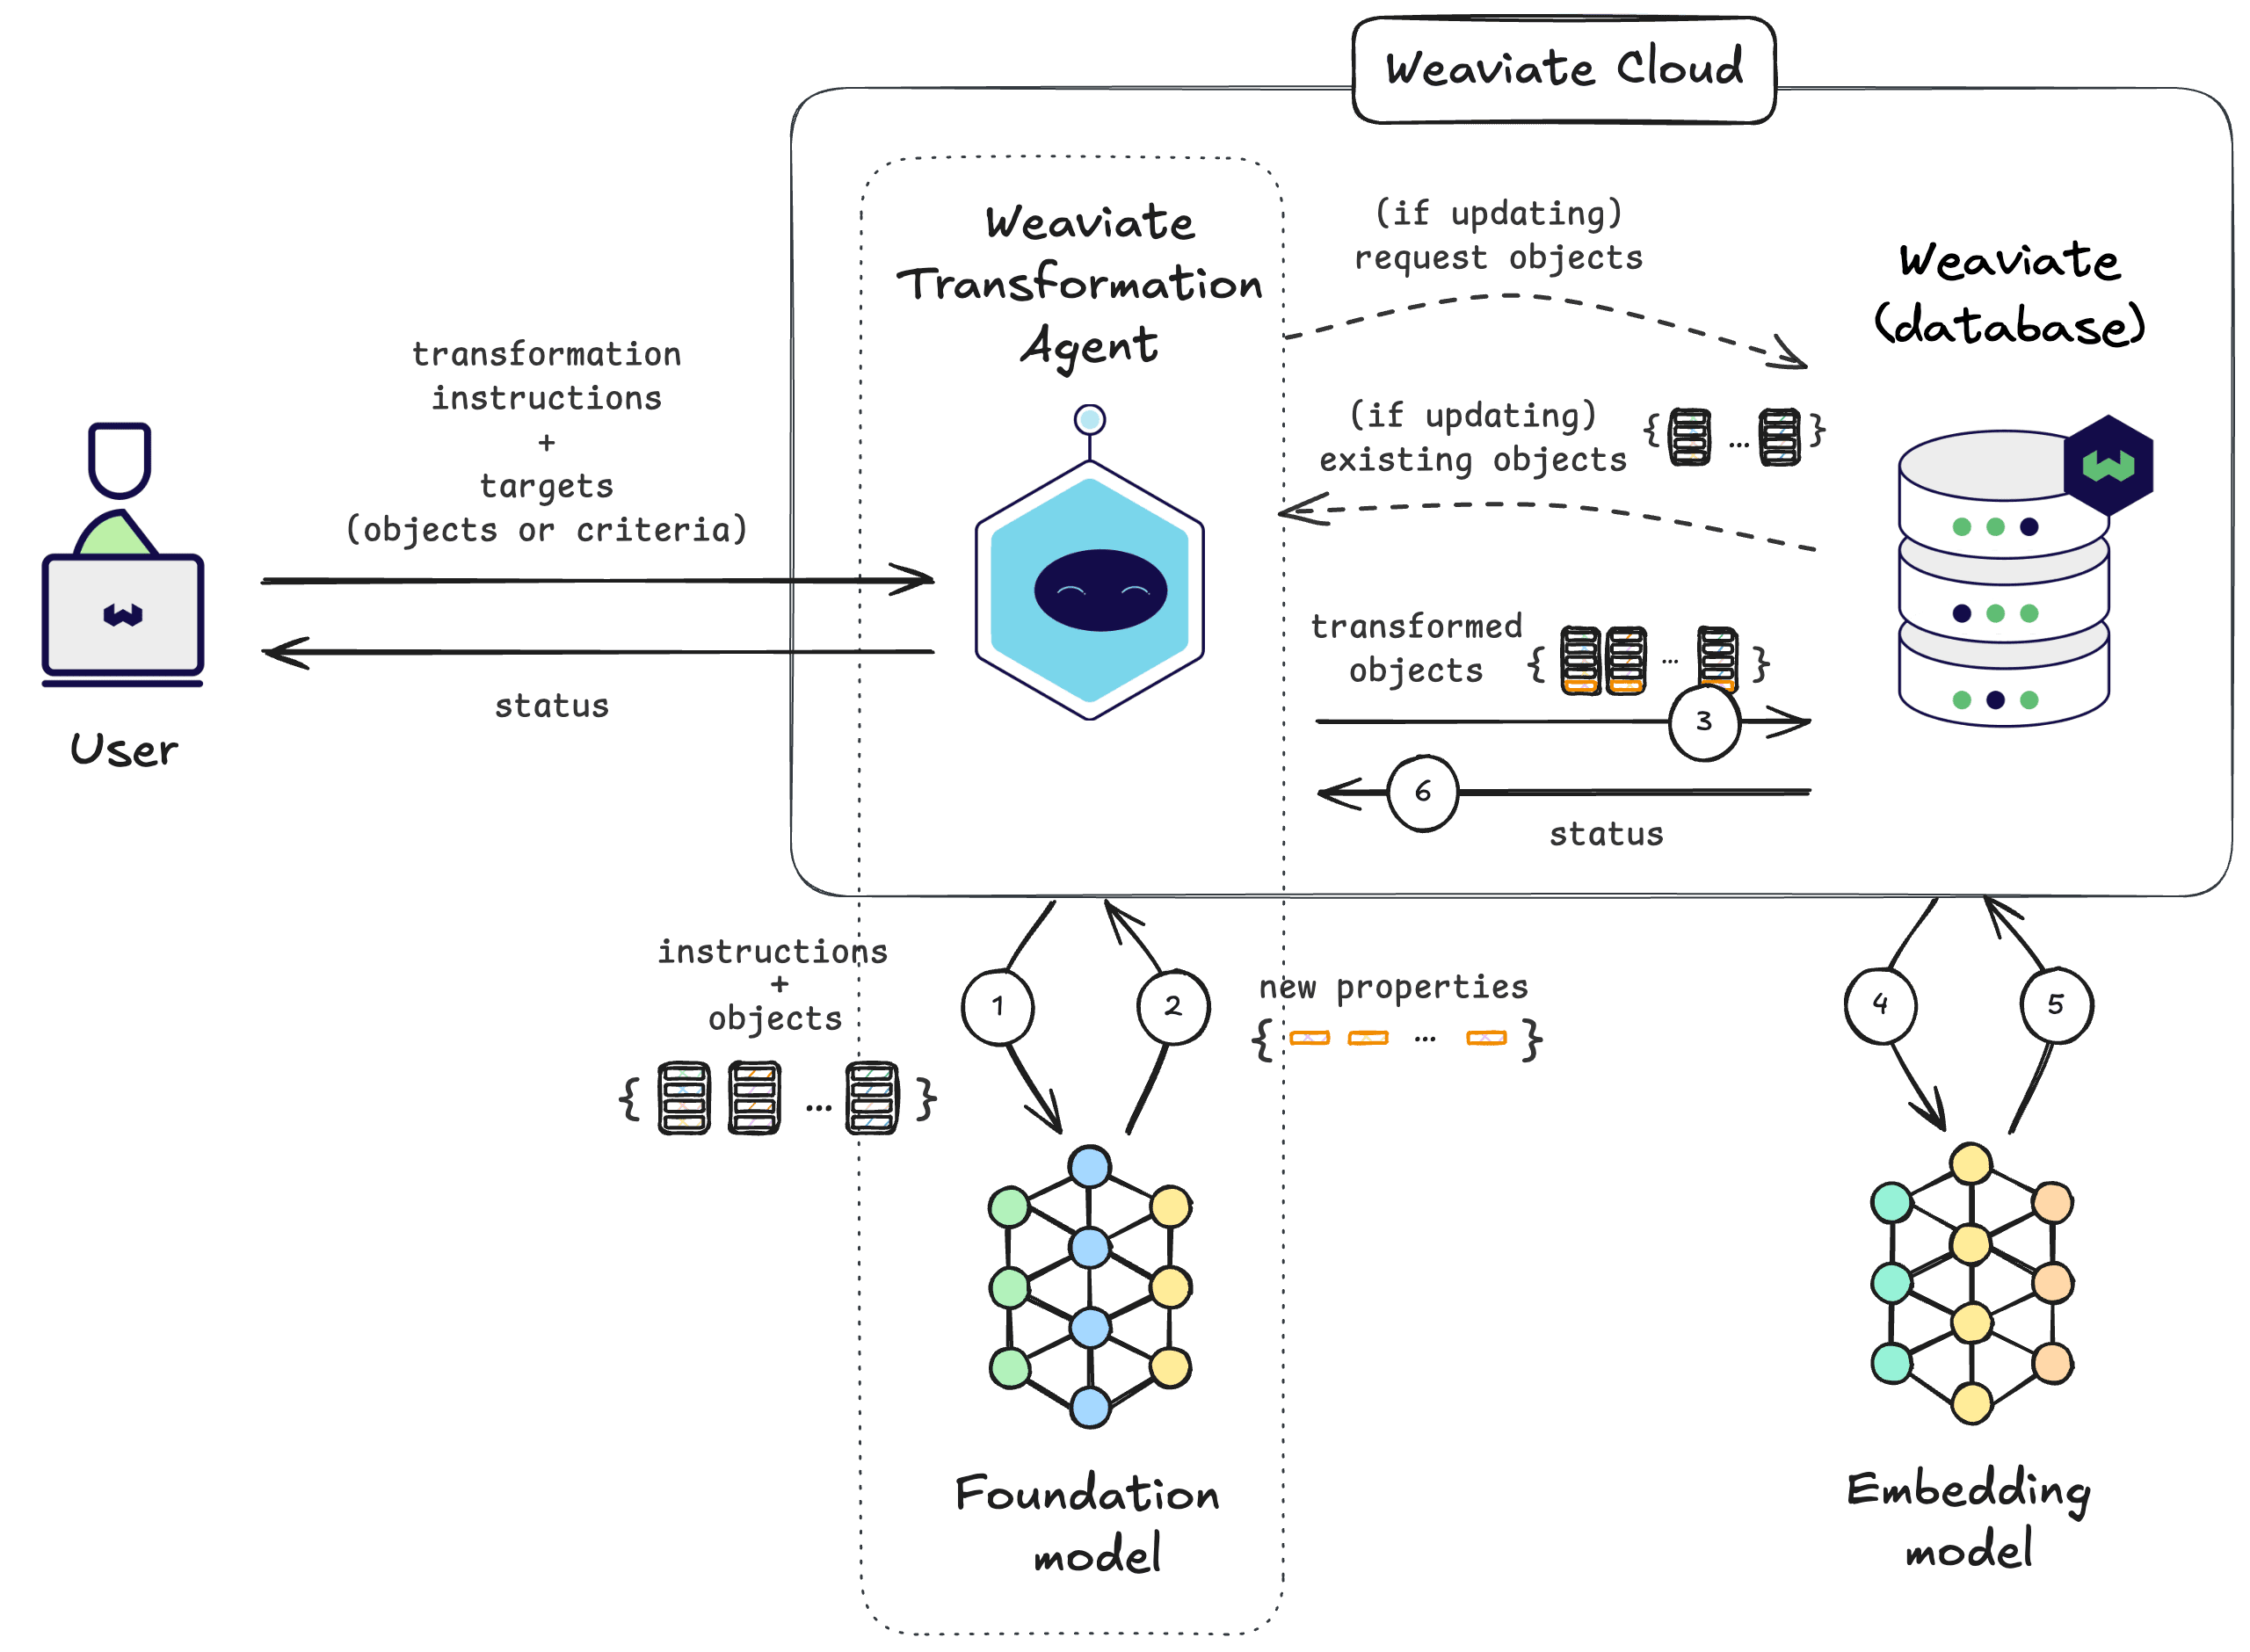 Weaviate Cloud
Weaviate
Transformation
Agent
(if updating)
request objects
Weaviate
(database)
transformation
instructions
+
targets
(objects or criteria)
(if updating)
existing objects
{ ... }
transformed
objects
{ ... }
3
status
User
6
status
instructions
+
objects
{ ... }
1
2
new properties
{ ... }
4
5
Foundation
model
Embedding
model